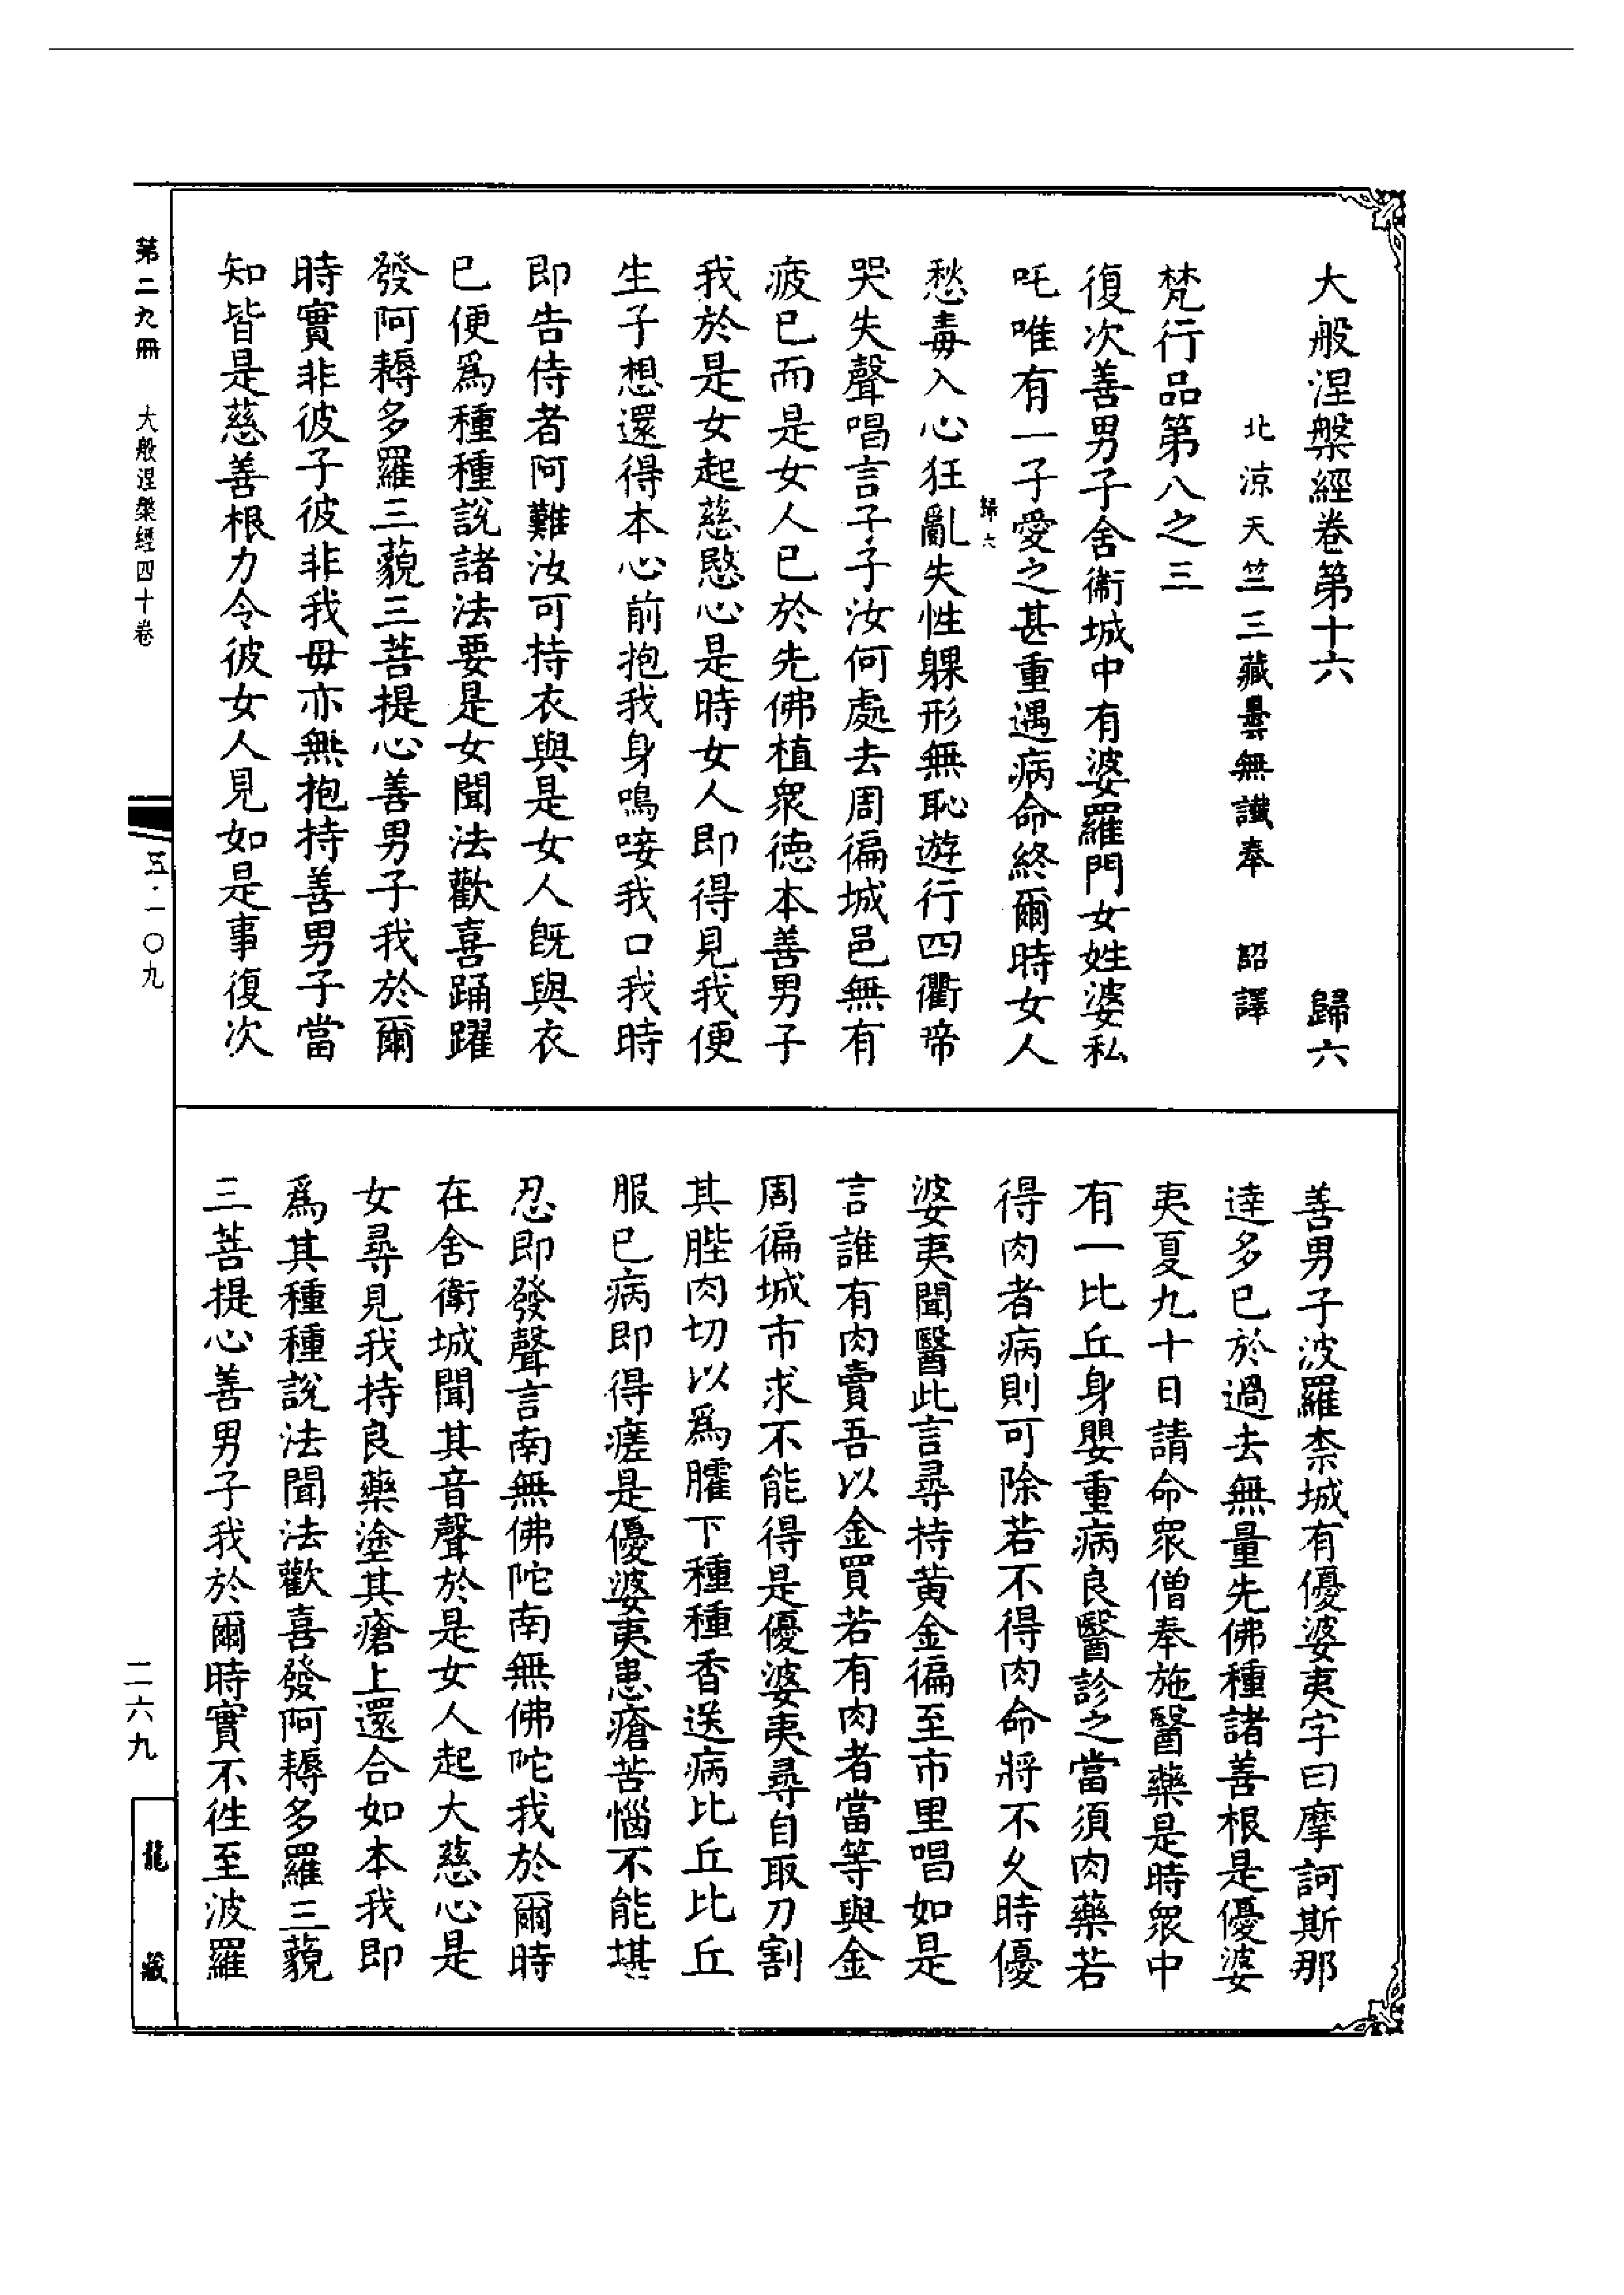 大般涅槃經卷第十六　歸六
北涼天竺三藏曇無讖奉　詔譯
梵行品第八之三
復次善男子舍衞城中有婆羅門女姓婆私
吒唯有一子愛之甚重遇病命終爾時女人
歸六
愁毒入心狂亂失性躶形無恥遊行四衢啼
哭失聲唱言子子汝何處去周徧城邑無有
疲已而是女人已於先佛植衆德本善男子
我於是女起慈愍心是時女人即得見我便
生子想還得本心前抱我身鳴唼我口我時
即告侍者阿難汝可持衣與是女人旣與衣
已便爲種種說諸法要是女聞法歡喜踊躍
發阿耨多羅三藐三菩提心善男子我於爾
時實非彼子彼非我母亦無抱持善男子當
知皆是慈善根力令彼女人見如是事復次
善男子波羅柰城有優婆夷字曰摩訶斯那
達多已於過去無量先佛種諸善根是優婆
夷夏九十日請命衆僧奉施醫藥是時衆中
有一比丘身嬰重病良醫診之當須肉藥若
得肉者病則可除若不得肉命將不久時優
婆夷聞醫此言尋持黃金徧至市里唱如是
言誰有肉賣吾以金買若有肉者當等與金
周徧城市求不能得是優婆夷尋自取刀割
其䏶肉切以爲臛下種種香送病比丘比丘
服已病即得瘥是優婆夷患瘡苦惱不能堪
忍即發聲言南無佛陀南無佛陀我於爾時
在舍衞城聞其音聲於是女人起大慈心是
女尋見我持良藥塗其瘡上還合如本我即
爲其種種說法聞法歡喜發阿耨多羅三藐
三菩提心善男子我於爾時實不徃至波羅
第二九冊　大般涅槃經四十卷
五·一〇九
二六九
龍藏